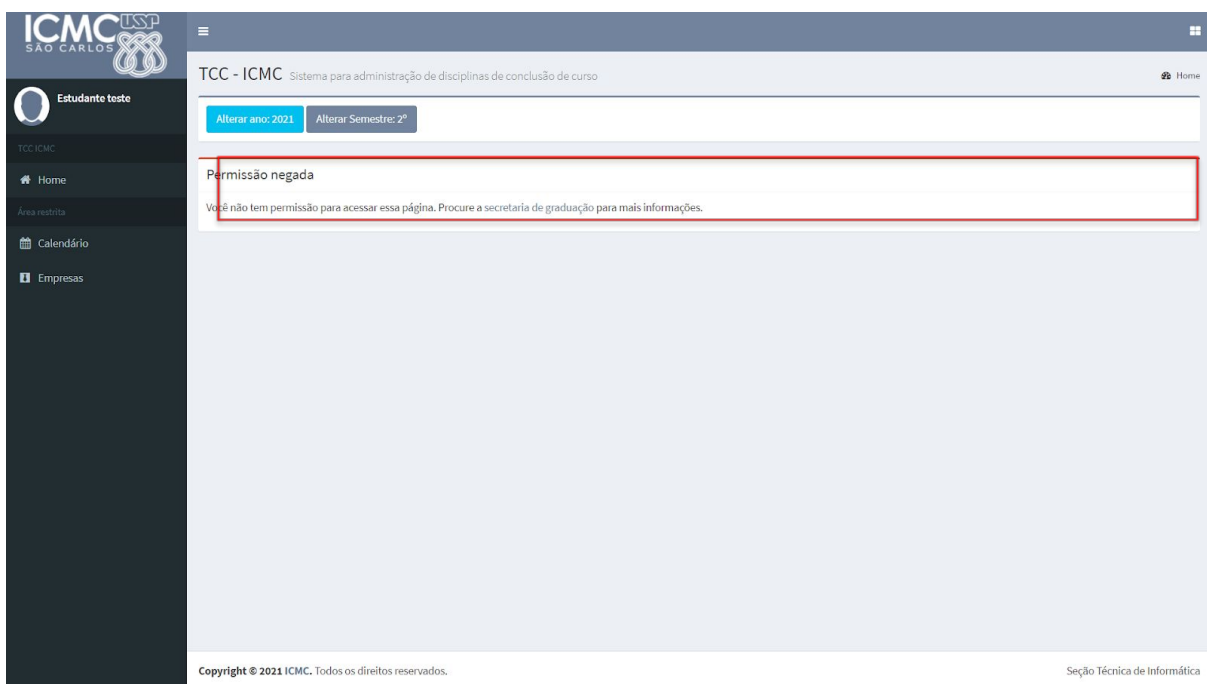 ICMC USP
SÃO CARLOS
TCC - ICMC Sistema para administração de disciplinas de conclusão de curso
Home
Estudante teste
Alterar ano: 2021 Alterar Semestre: 2º
TCC ICMC
Home
Área restrita
Calendário
Empresas
Permissão negada
Você não tem permissão para acessar essa página. Procure a secretaria de graduação para mais informações.
Copyright © 2021 ICMC. Todos os direitos reservados.
Seção Técnica de Informática